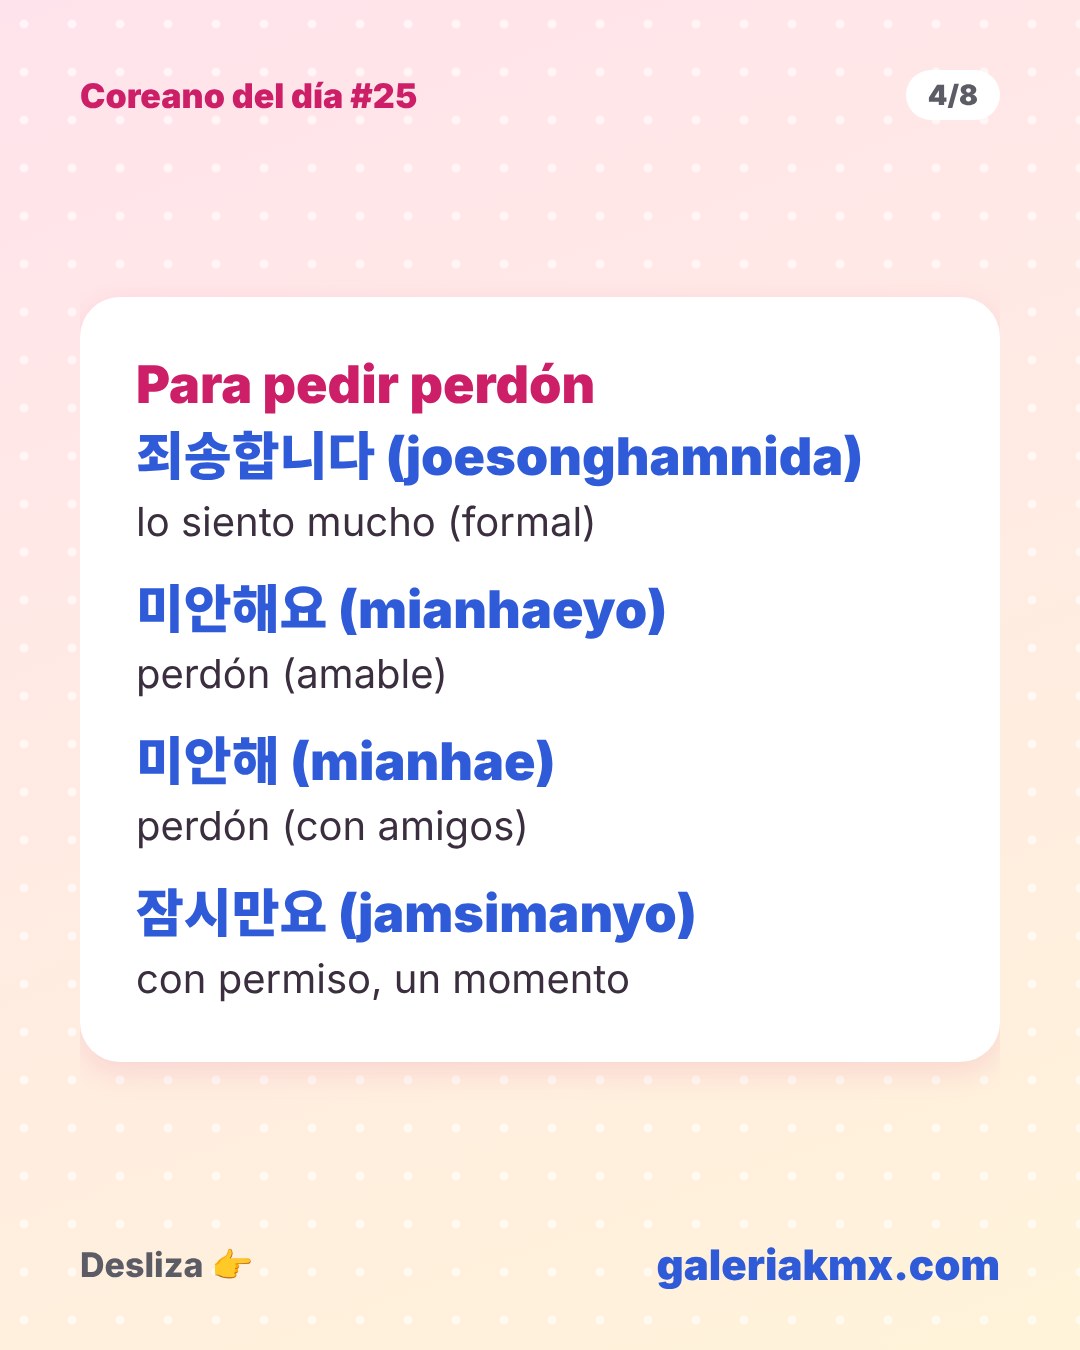 Coreano del día #25
4/8
Para pedir perdón
죄송합니다 (joesonghamnida)
lo siento mucho (formal)
미안해요 (mianhaeyo)
perdón (amable)
미안해 (mianhae)
perdón (con amigos)
잠시만요 (jamsimanyo)
con permiso, un momento
Desliza 👉
galeriakmx.com